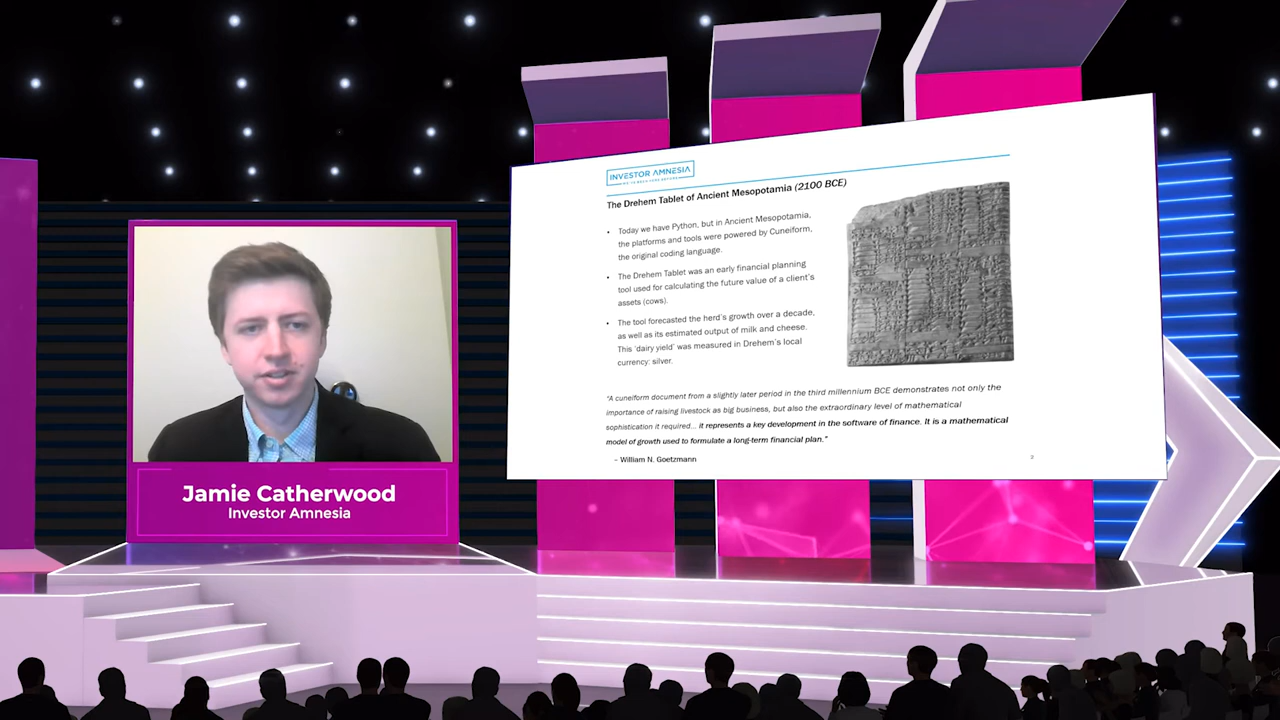 INVESTOR AMNESIA
The Drehem Tablet of Ancient Mesopotamia (2100 BCE)
• Today we have Python, but in Ancient Mesopotamia,
the platforms and tools were powered by Cuneiform,
the original coding language.
• The Drehem Tablet was an early financial planning
tool used for calculating the future value of a client's
assets (cows).
• The tool forecasted the herd's growth over a decade,
as well as its estimated output of milk and cheese.
This 'dairy yield' was measured in Drehem's local
currency: silver.
"A cuneiform document from a slightly later period in the third millennium BCE demonstrates not only the
importance of raising livestock as big business, but also the extraordinary level of mathematical
sophistication it required... it represents a key development in the software of finance. It is a mathematical
model of growth used to formulate a long-term financial plan."
– William N. Goetzmann
Jamie Catherwood
Investor Amnesia